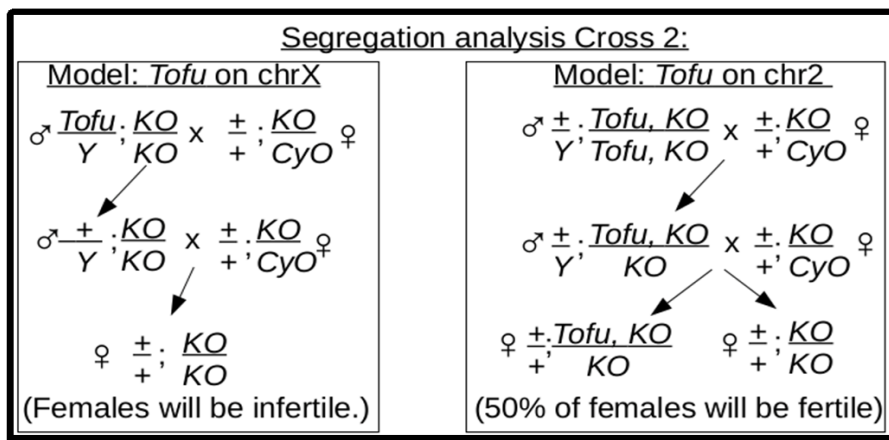 Segregation analysis Cross 2:
Model: Tofu on chrX
♂ Tofu/Y ; KO/KO x +/+ ; KO/CyO ♀
♂ +/Y ; KO/KO x +/+ ; KO/CyO ♀
♀ +/+ ; KO/KO
(Females will be infertile.)
Model: Tofu on chr2
♂ +/Y ; Tofu, KO/Tofu, KO x +/+ ; KO/CyO ♀
♂ +/Y ; Tofu, KO/KO x +/+ ; KO/CyO ♀
♀ +/+ ; Tofu, KO/KO ♀ +/+ ; KO/KO
(50% of females will be fertile)